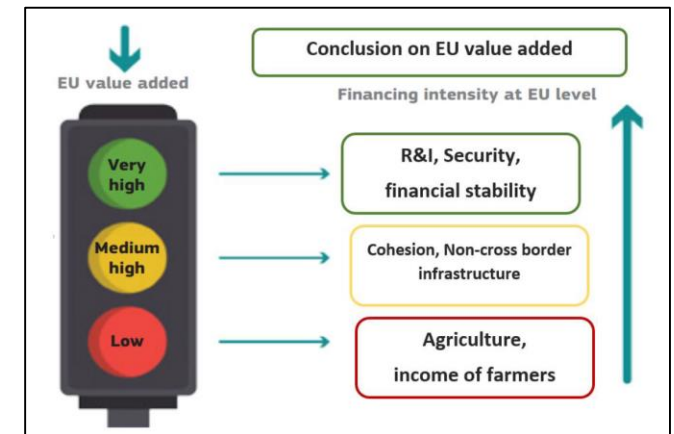 Conclusion on EU value added
EU value added
Financing intensity at EU level
Very
high
R&I, Security,
financial stability
Medium
high
Cohesion, Non-cross border
infrastructure
Low
Agriculture,
income of farmers